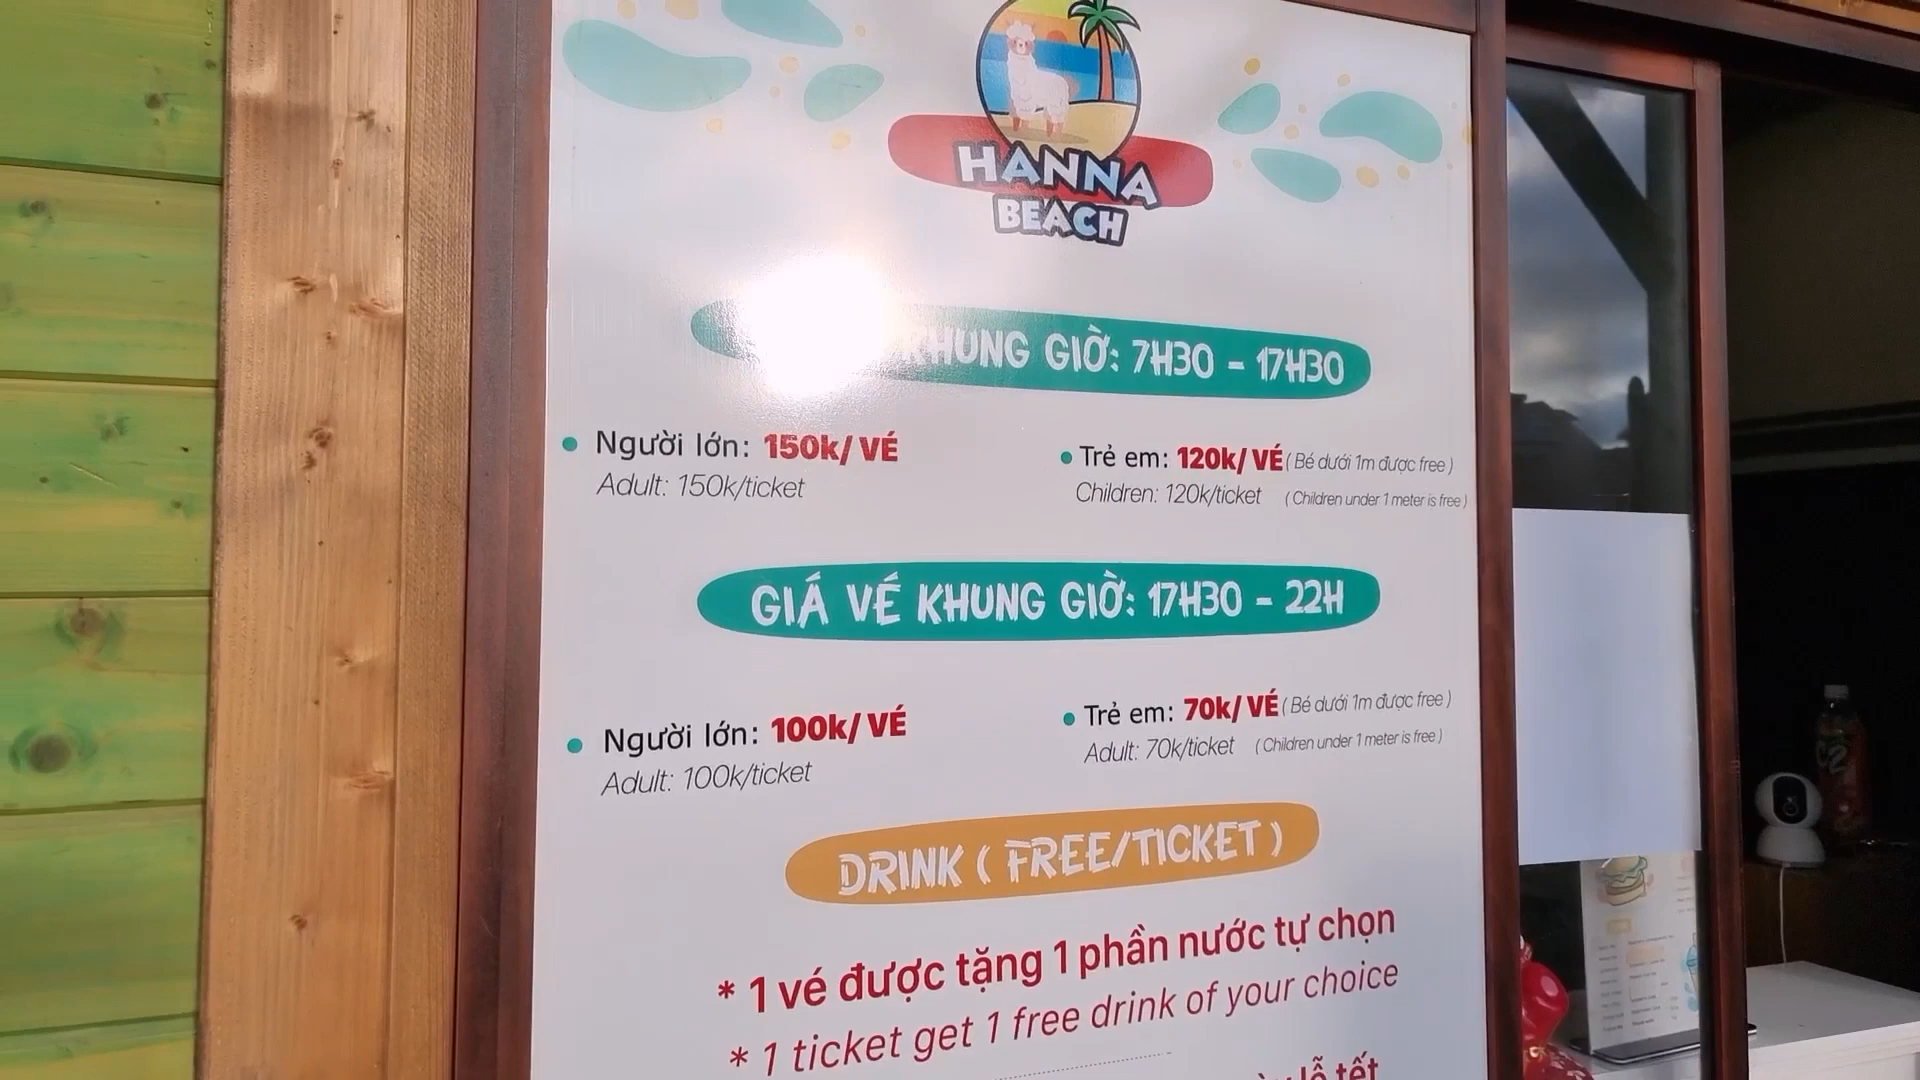 HANNA
BEACH
KHUNG GIỜ: 7H30 - 17H30
Người lớn: 150k/VÉ
Adult: 150k/ticket
Trẻ em: 120k/VÉ ( Bé dưới 1m được free )
Children: 120k/ticket ( Children under 1 meter is free )
GIÁ VÉ KHUNG GIỜ: 17H30 - 22H
Người lớn: 100k/VÉ
Adult: 100k/ticket
Trẻ em: 70k/VÉ ( Bé dưới 1m được free )
Adult: 70k/ticket ( Children under 1 meter is free )
DRINK ( FREE/TICKET )
* 1 vé được tặng 1 phần nước tự chọn
* 1 ticket get 1 free drink of your choice
lễ tết
C2